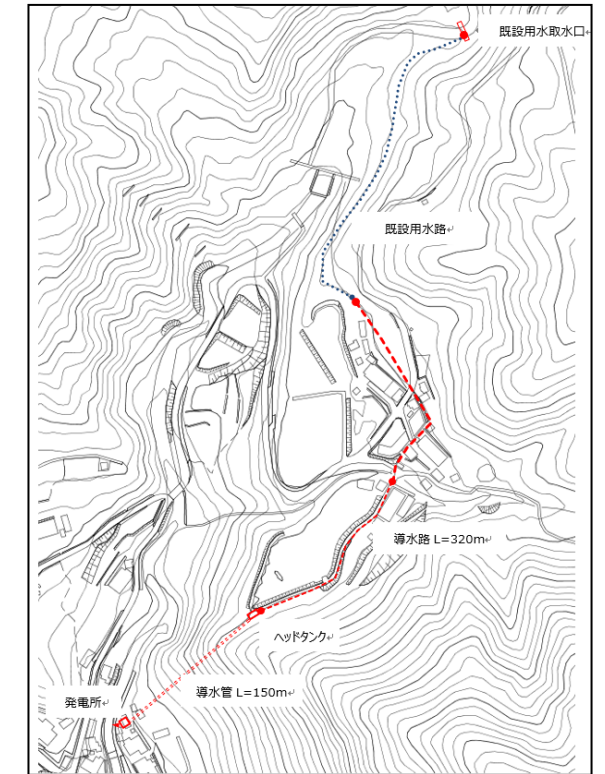 既設用水取水口
既設用水路
導水路 L=320m
ヘッドタンク
導水管 L=150m
発電所